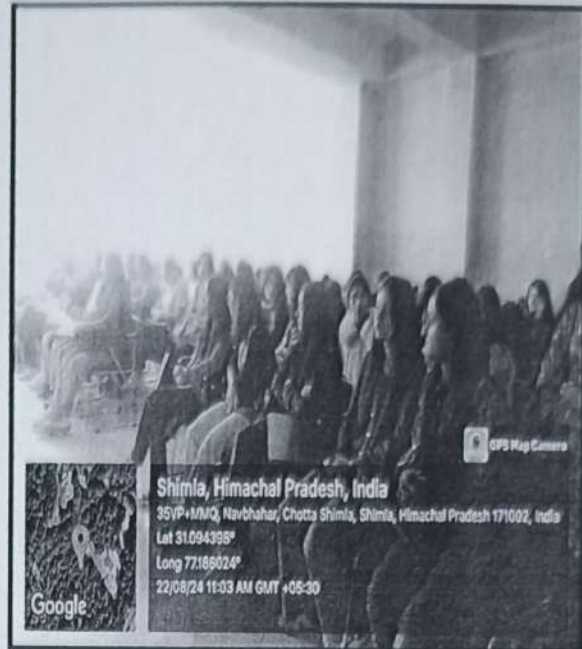 GPS Map Camera
Shimla, Himachal Pradesh, India
35VP+MMQ, Navbhahar, Chotta Shimla, Shimla, Himachal Pradesh 171002, India
Lat 31.094395°
Long 77.186024°
22/08/24 11:03 AM GMT +05:30
Google